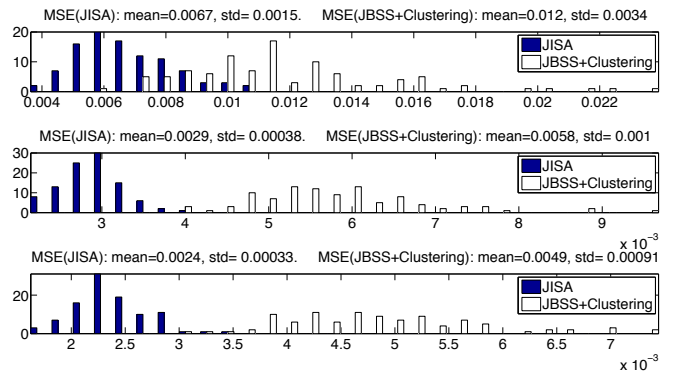 MSE(JISA): mean=0.0067, std= 0.0015. MSE(JBSS+Clustering): mean=0.012, std= 0.0034
20
10
0
JISA
JBSS+Clustering
0.004 0.006 0.008 0.01 0.012 0.014 0.016 0.018 0.02 0.022
MSE(JISA): mean=0.0029, std= 0.00038. MSE(JBSS+Clustering): mean=0.0058, std= 0.001
30
20
10
0
JISA
JBSS+Clustering
3 4 5 6 7 8 9
x 10⁻³
MSE(JISA): mean=0.0024, std= 0.00033. MSE(JBSS+Clustering): mean=0.0049, std= 0.00091
20
0
JISA
JBSS+Clustering
2 2.5 3 3.5 4 4.5 5 5.5 6 6.5 7
x 10⁻³